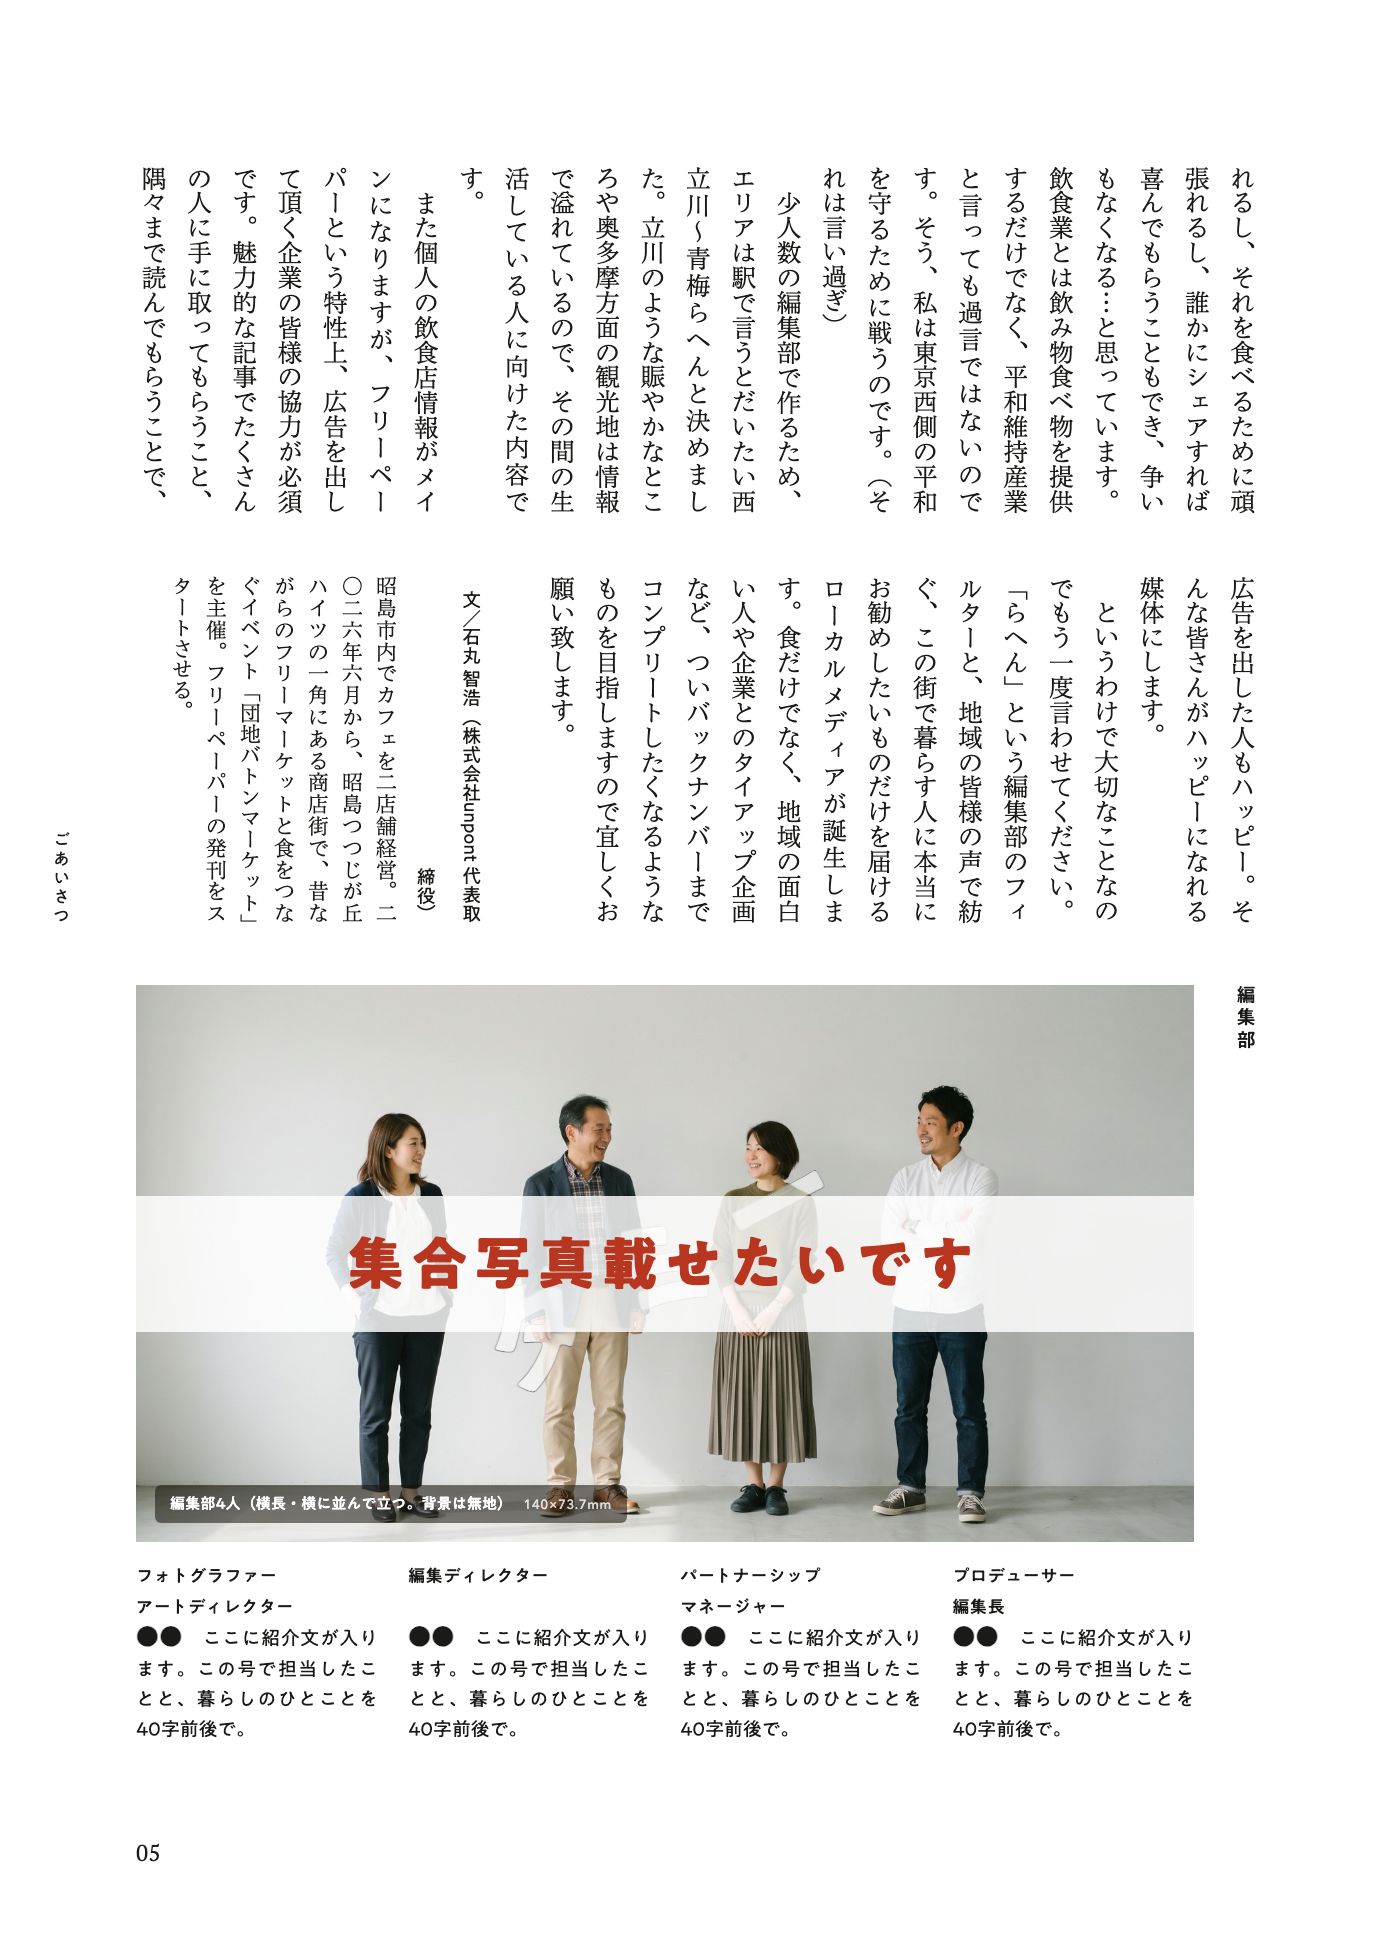 れるし、それを食べるために頑
張れるし、誰かにシェアすれば
喜んでもらうこともでき、争い
もなくなる…と思っています。
飲食業とは飲み物食べ物を提供
するだけでなく、平和維持産業
と言っても過言ではないので
す。そう、私は東京西側の平和
を守るために戦うのです。（そ
れは言い過ぎ）
　少人数の編集部で作るため、
エリアは駅で言うとだいたい西
立川～青梅らへんと決めまし
た。立川のような賑やかなとこ
ろや奥多摩方面の観光地は情報
で溢れているので、その間の生
活している人に向けた内容で
す。
　また個人の飲食店情報がメイ
ンになりますが、フリーペー
パーという特性上、広告を出し
て頂く企業の皆様の協力が必須
です。魅力的な記事でたくさん
の人に手に取ってもらうこと、
隅々まで読んでもらうことで、
広告を出した人もハッピー。そ
んな皆さんがハッピーになれる
媒体にします。
　というわけで大切なことなの
でもう一度言わせてください。
「らへん」という編集部のフィ
ルターと、地域の皆様の声で紡
ぐ、この街で暮らす人に本当に
お勧めしたいものだけを届ける
ローカルメディアが誕生しま
す。食だけでなく、地域の面白
い人や企業とのタイアップ企画
など、ついバックナンバーまで
コンプリートしたくなるような
ものを目指しますので宜しくお
願い致します。
文／石丸 智浩（株式会社unpont 代表取
締役）
昭島市内でカフェを二店舗経営。二
〇二六年六月から、昭島つつじが丘
ハイツの一角にある商店街で、昔な
がらのフリーマーケットと食をつな
ぐイベント「団地バトンマーケット」
を主催。フリーペーパーの発刊をス
タートさせる。
ごあいさつ
編集部
集合写真載せたいです
編集部4人（横長・横に並んで立つ。背景は無地） 140×73.7mm
フォトグラファー
アートディレクター
●●　ここに紹介文が入り
ます。この号で担当したこ
とと、暮らしのひとことを
40字前後で。
編集ディレクター
●●　ここに紹介文が入り
ます。この号で担当したこ
とと、暮らしのひとことを
40字前後で。
パートナーシップ
マネージャー
●●　ここに紹介文が入り
ます。この号で担当したこ
とと、暮らしのひとことを
40字前後で。
プロデューサー
編集長
●●　ここに紹介文が入り
ます。この号で担当したこ
とと、暮らしのひとことを
40字前後で。
05